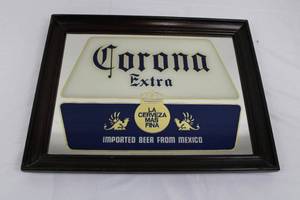 Corona
Extra
LA
CERVEZA
MAS
FINA
IMPORTED BEER FROM MEXICO